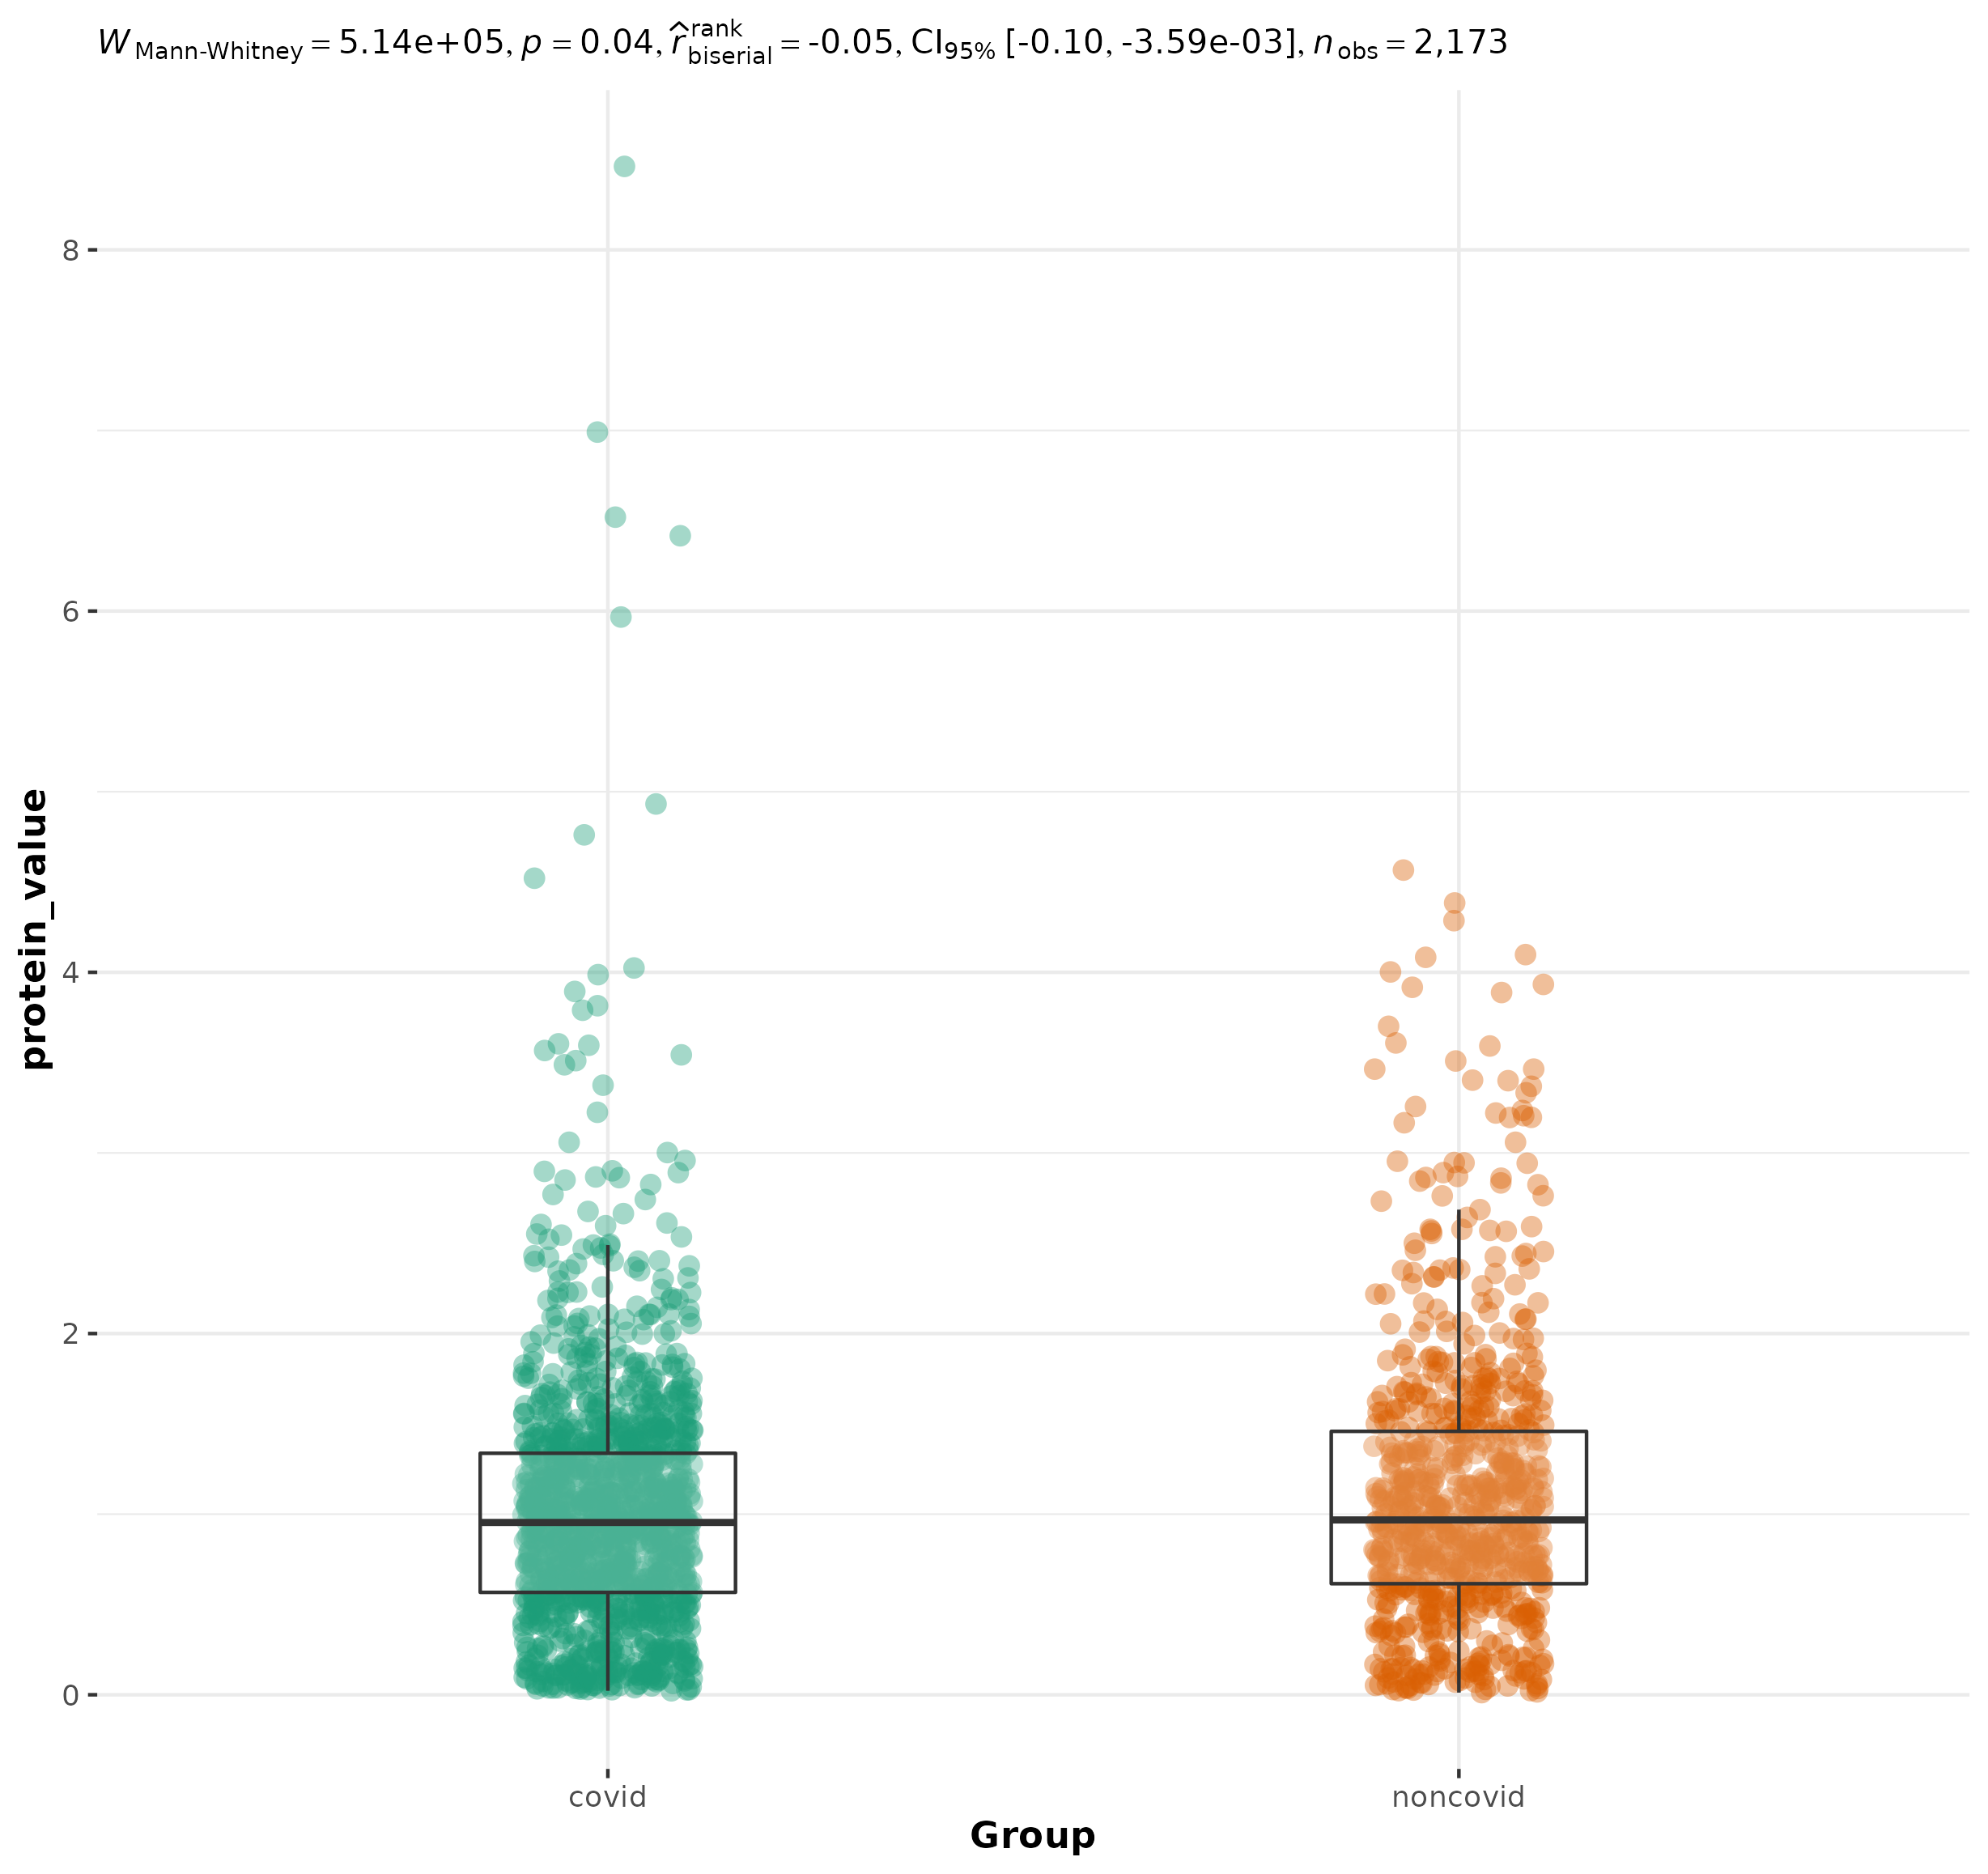 W Mann-Whitney = 5.14e+05, p = 0.04, r̂ rank biserial = -0.05, CI95% [-0.10, -3.59e-03], n obs = 2,173
8
6
4
2
0
protein_value
covid noncovid
Group